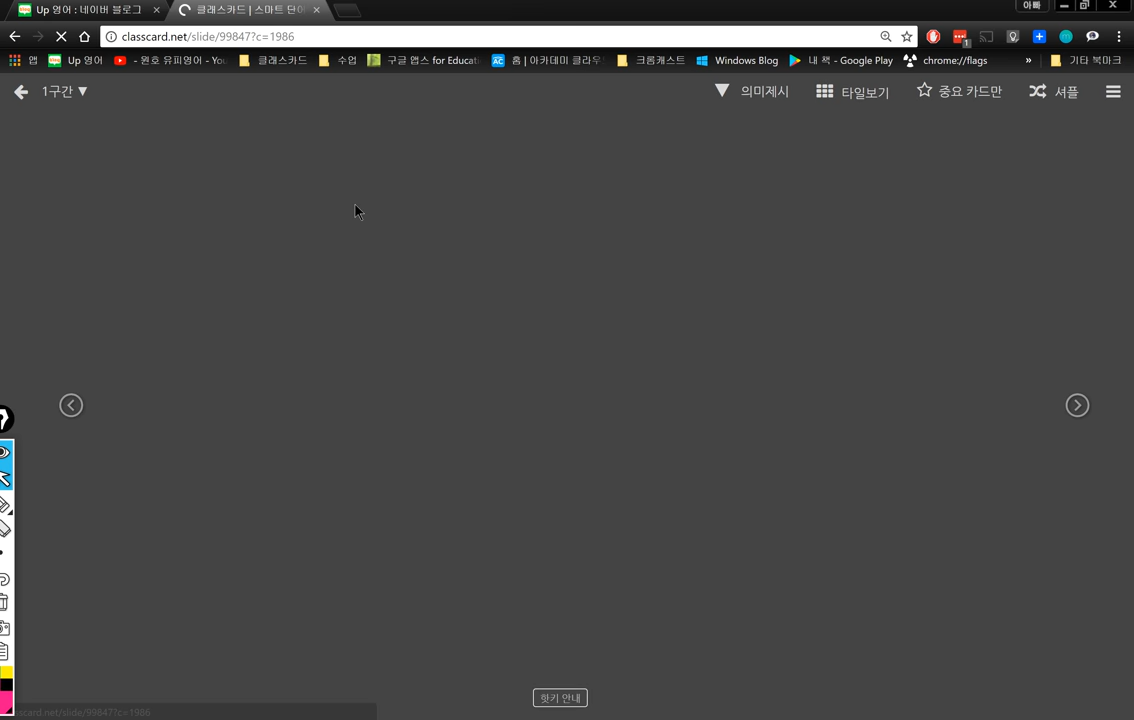 Up 영어 : 네이버 블로그
클래스카드 | 스마트 단어
아빠
classcard.net/slide/99847?c=1986
앱
Up 영어
- 원호 유피영어 - You
클래스카드
수업
구글 앱스 for Educati
홈 | 아카데미 클라우
크롬캐스트
Windows Blog
내 책 - Google Play
chrome://flags
»
기타 북마크
1구간 ▼
의미제시
타일보기
중요 카드만
셔플
핫키 안내
sscard.net/slide/99847?c=1986